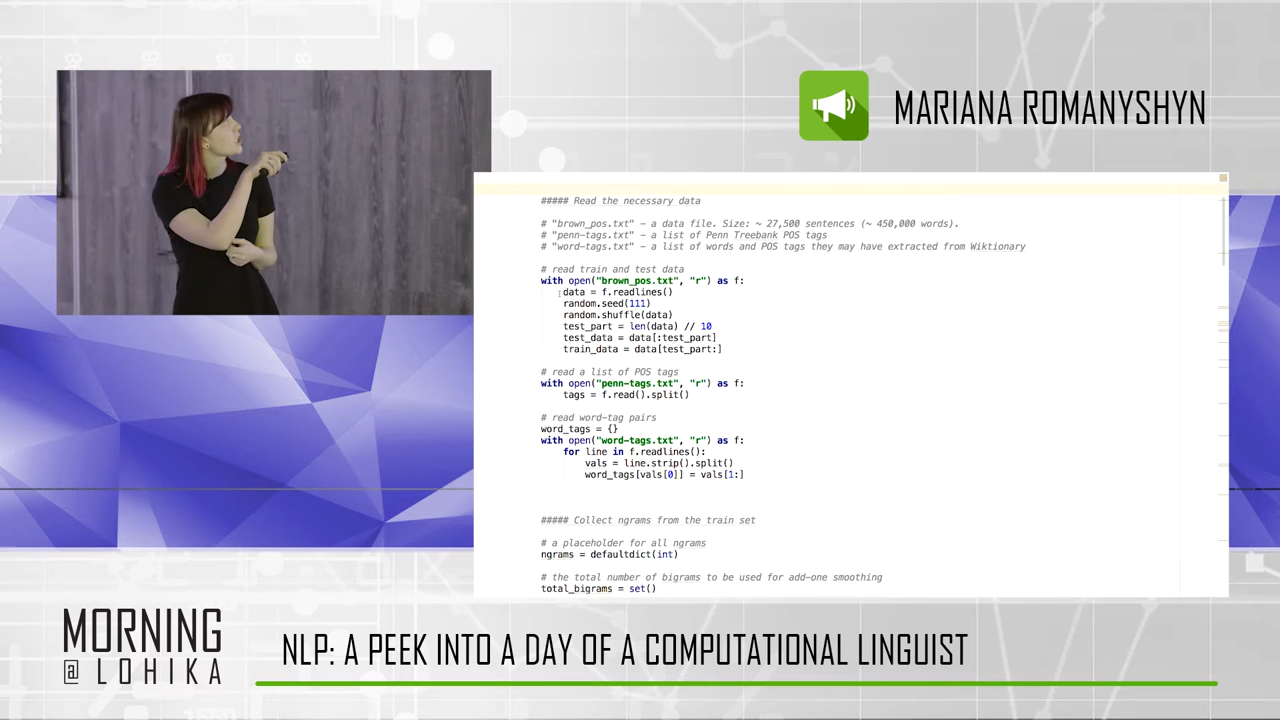 MARIANA ROMANYSHYN
##### Read the necessary data
# "brown_pos.txt" – a data file. Size: ~ 27,500 sentences (~ 450,000 words).
# "penn-tags.txt" – a list of Penn Treebank POS tags
# "word-tags.txt" – a list of words and POS tags they may have extracted from Wiktionary
# read train and test data
with open("brown_pos.txt", "r") as f:
    data = f.readlines()
    random.seed(111)
    random.shuffle(data)
    test_part = len(data) // 10
    test_data = data[:test_part]
    train_data = data[test_part:]
# read a list of POS tags
with open("penn-tags.txt", "r") as f:
    tags = f.read().split()
# read word-tag pairs
word_tags = {}
with open("word-tags.txt", "r") as f:
    for line in f.readlines():
        vals = line.strip().split()
        word_tags[vals[0]] = vals[1:]
##### Collect ngrams from the train set
# a placeholder for all ngrams
ngrams = defaultdict(int)
# the total number of bigrams to be used for add-one smoothing
total_bigrams = set()
MORNING
@ LOHIKA
NLP: A PEEK INTO A DAY OF A COMPUTATIONAL LINGUIST